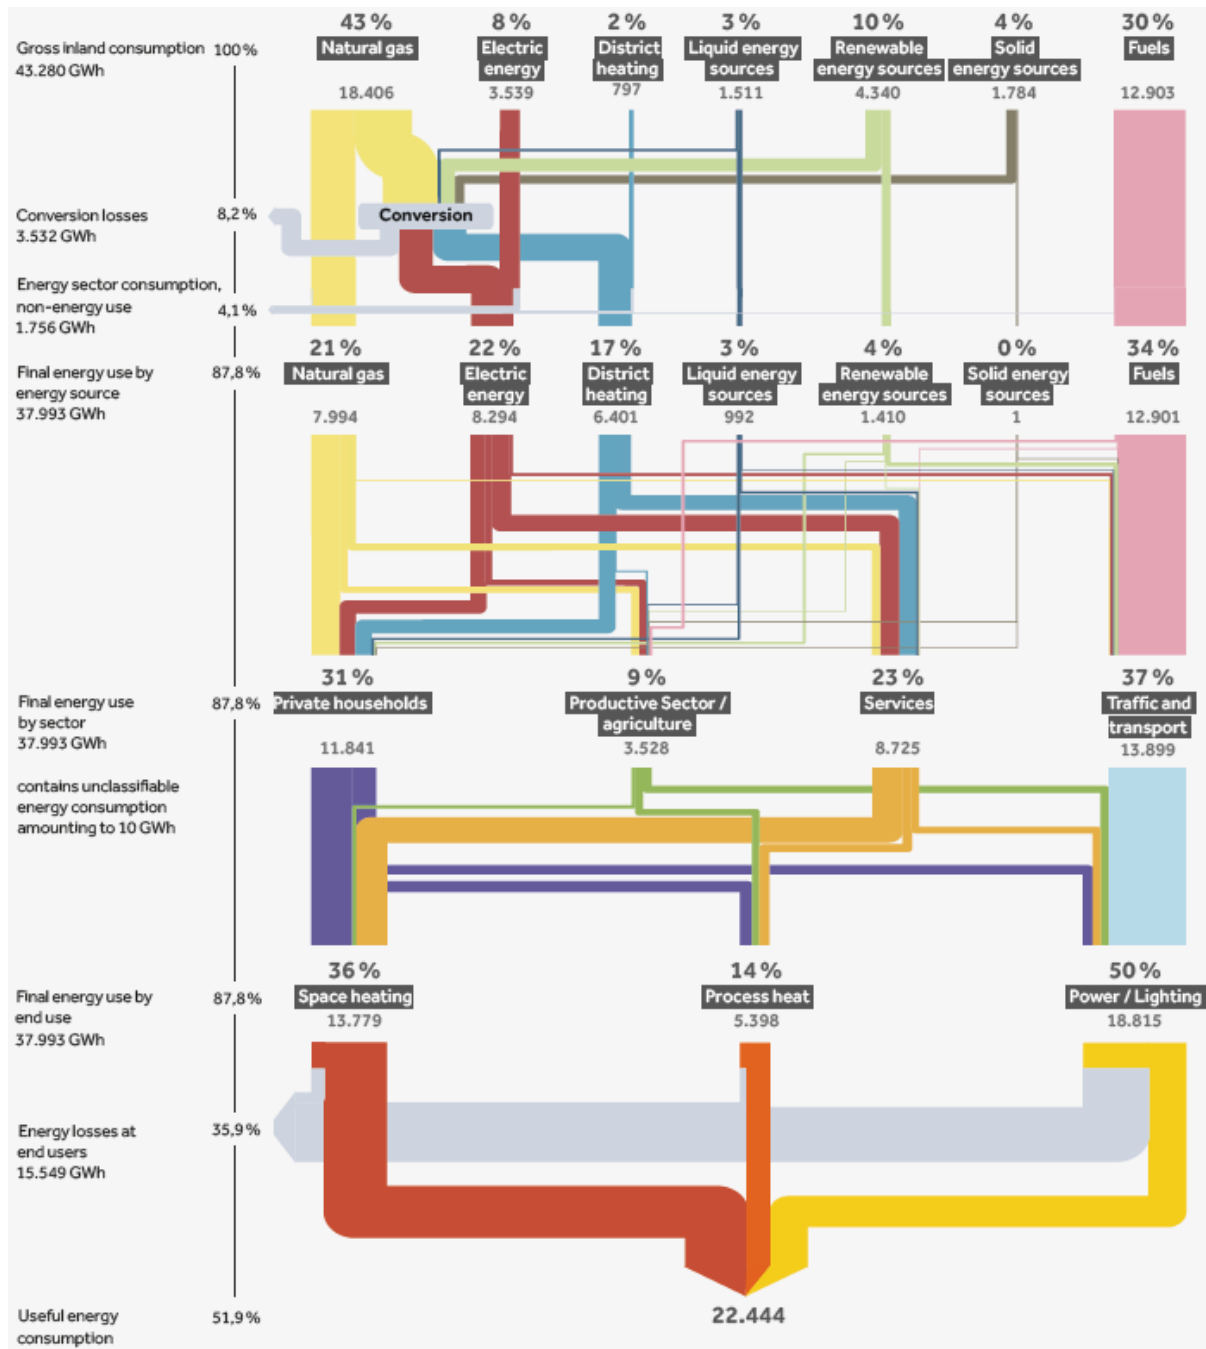 43 % 8 % 2 % 3 % 10 % 4 % 30 %
Gross inland consumption 100 % Natural gas Electric District Liquid energy Renewable Solid Fuels
energy heating sources energy sources energy sources
43.280 GWh
18.406 3.539 797 1.511 4.340 1.784 12.903
Conversion losses 8,2 % Conversion
3.532 GWh
Energy sector consumption,
non-energy use 4,1 %
1.756 GWh
21 % 22 % 17 % 3 % 4 % 0 % 34 %
Final energy use by 87,8 % Natural gas Electric District Liquid energy Renewable Solid energy Fuels
energy source energy heating sources energy sources sources
37.993 GWh 7.994 8.294 6.401 992 1.410 1 12.901
31 % 9 % 23 % 37 %
Final energy use 87,8 % Private households Productive Sector / Services Traffic and
by sector agriculture transport
37.993 GWh 11.841 3.528 8.725 13.899
contains unclassifiable
energy consumption
amounting to 10 GWh
36 % 14 % 50 %
Final energy use by 87,8 % Space heating Process heat Power / Lighting
end use 13.779 5.398 18.815
37.993 GWh
Energy losses at 35,9 %
end users
15.549 GWh
Useful energy 51,9 % 22.444
consumption